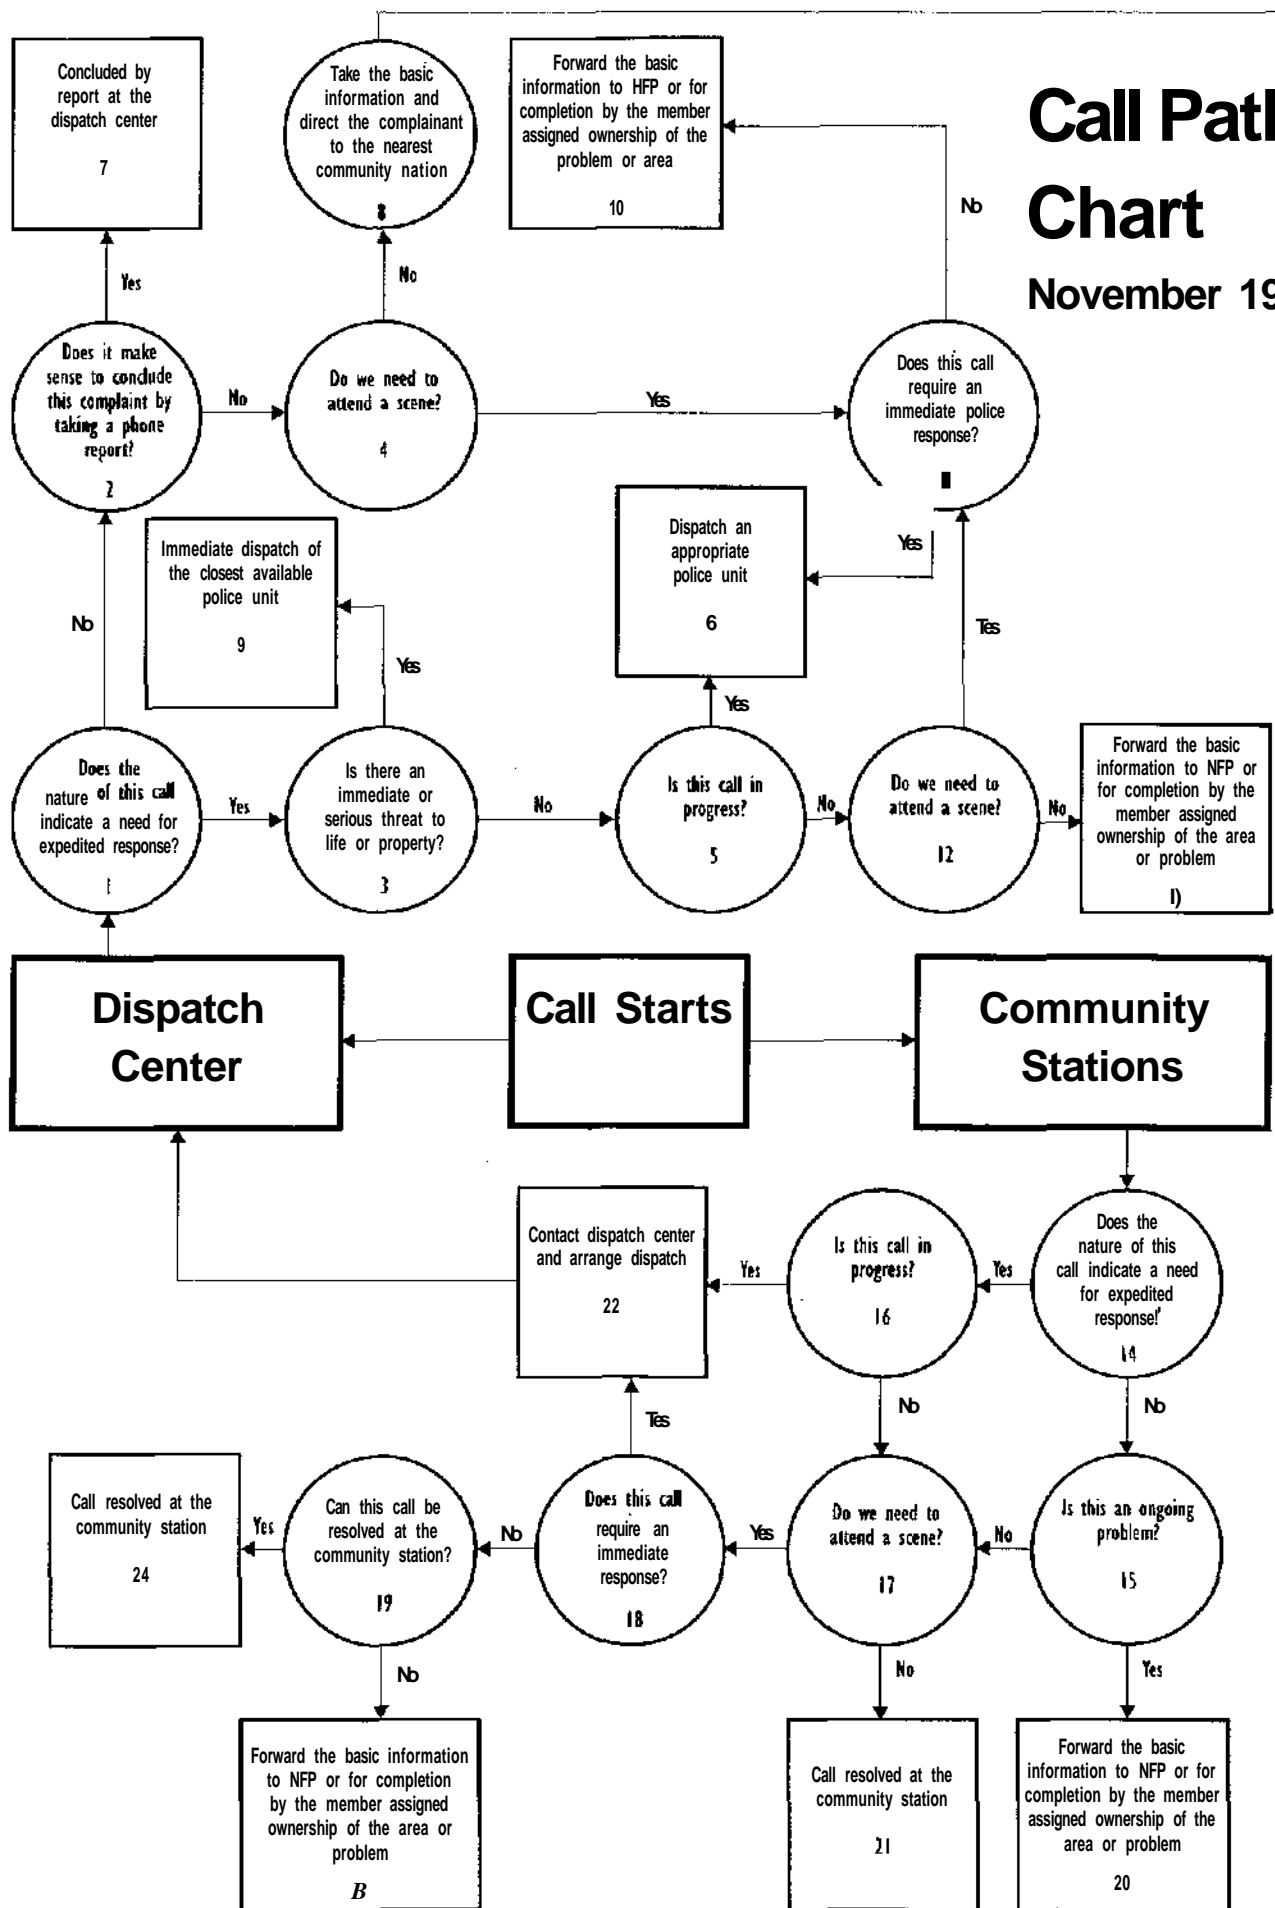 Call Path
Chart
November 19
Concluded by
report at the
dispatch center
7
Take the basic
information and
direct the complainant
to the nearest
community nation
8
Forward the basic
information to HFP or for
completion by the member
assigned ownership of the
problem or area
10
No
Yes
No
Does it make
sense to conclude
this complaint by
taking a phone
report?
2
No
Do we need to
attend a scene?
4
Yes
Does this call
require an
immediate police
response?
Immediate dispatch of
the closest available
police unit
9
Dispatch an
appropriate
police unit
6
Yes
No
Yes
Yes
Tes
Does the
nature of this call
indicate a need for
expedited response?
1
Yes
Is there an
immediate or
serious threat to
life or property?
3
No
Is this call in
progress?
5
No
Do we need to
attend a scene?
12
No
Forward the basic
information to NFP or
for completion by the
member assigned
ownership of the area
or problem
I)
Dispatch
Center
Call Starts
Community
Stations
Contact dispatch center
and arrange dispatch
22
Yes
Is this call in
progress?
16
Yes
Does the
nature of this
call indicate a need
for expedited
response!'
14
Tes
No
No
Call resolved at the
community station
24
Yes
Can this call be
resolved at the
community station?
19
No
Does this call
require an
immediate
response?
18
Yes
Do we need to
attend a scene?
17
No
Is this an ongoing
problem?
15
No
No
Yes
Forward the basic information
to NFP or for completion
by the member assigned
ownership of the area or
problem
B
Call resolved at the
community station
21
Forward the basic
information to NFP or for
completion by the member
assigned ownership of the
area or problem
20